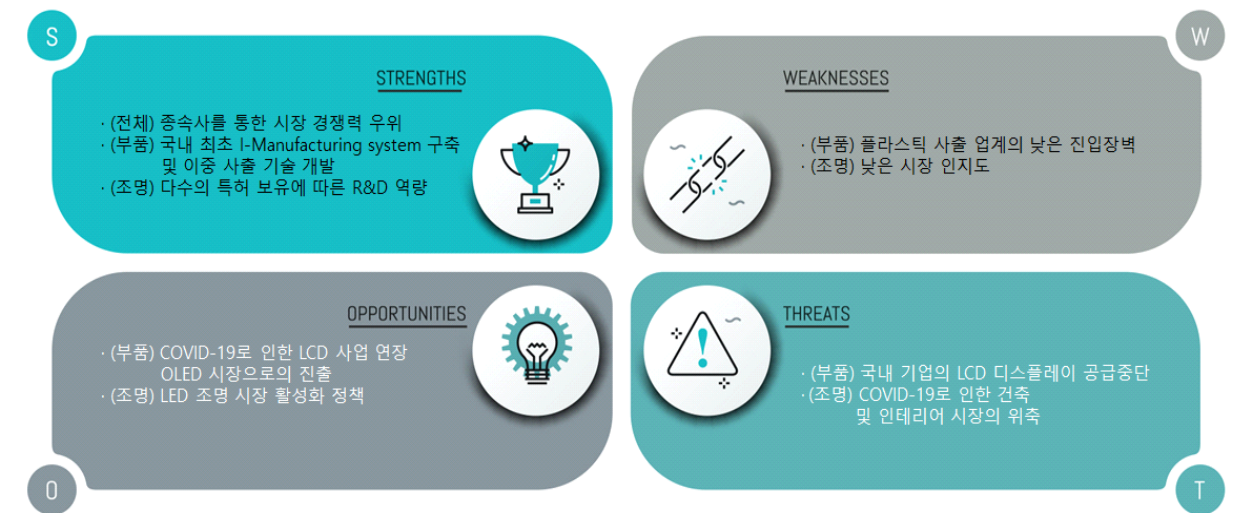 S
STRENGTHS
· (전체) 종속사를 통한 시장 경쟁력 우위
· (부품) 국내 최초 I-Manufacturing system 구축
및 이중 사출 기술 개발
· (조명) 다수의 특허 보유에 따른 R&D 역량
W
WEAKNESSES
· (부품) 플라스틱 사출 업계의 낮은 진입장벽
· (조명) 낮은 시장 인지도
OPPORTUNITIES
· (부품) COVID-19로 인한 LCD 사업 연장
OLED 시장으로의 진출
· (조명) LED 조명 시장 활성화 정책
O
THREATS
· (부품) 국내 기업의 LCD 디스플레이 공급중단
· (조명) COVID-19로 인한 건축
및 인테리어 시장의 위축
T